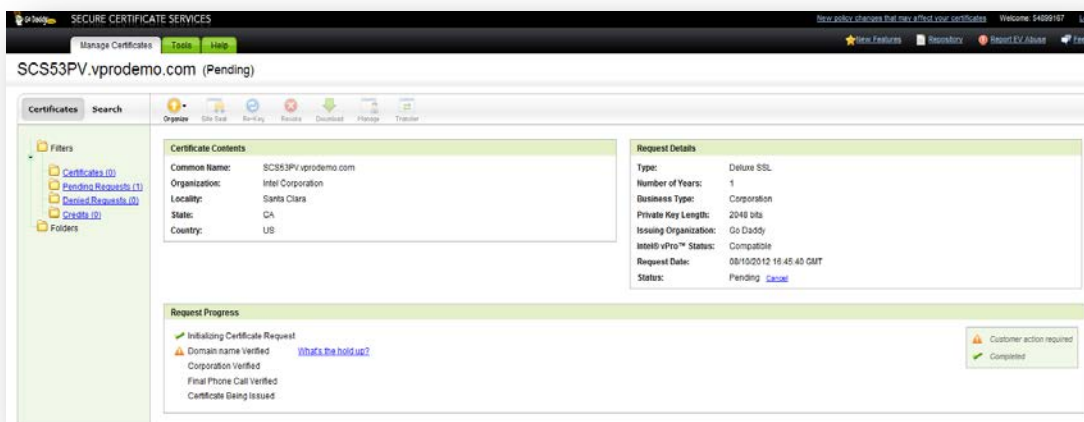 Go Daddy SECURE CERTIFICATE SERVICES
New policy changes that may affect your certificates Welcome: 54899167
Manage Certificates Tools Help
New Features Repository Report EV Abuse
SCS53PV.vprodemo.com (Pending)
Certificates Search
Organize Site Seal Re-Key Revoke Download Manage Transfer
Filters
Certificates (0)
Pending Requests (1)
Denied Requests (0)
Credits (0)
Folders
Certificate Contents
Common Name: SCS53PV.vprodemo.com
Organization: Intel Corporation
Locality: Santa Clara
State: CA
Country: US
Request Details
Type: Deluxe SSL
Number of Years: 1
Business Type: Corporation
Private Key Length: 2048 bits
Issuing Organization: Go Daddy
Intel® vPro™ Status: Compatible
Request Date: 08/10/2012 16:45:40 GMT
Status: Pending Cancel
Request Progress
Initializing Certificate Request
Domain name Verified What's the hold up?
Corporation Verified
Final Phone Call Verified
Certificate Being Issued
Customer action required
Completed